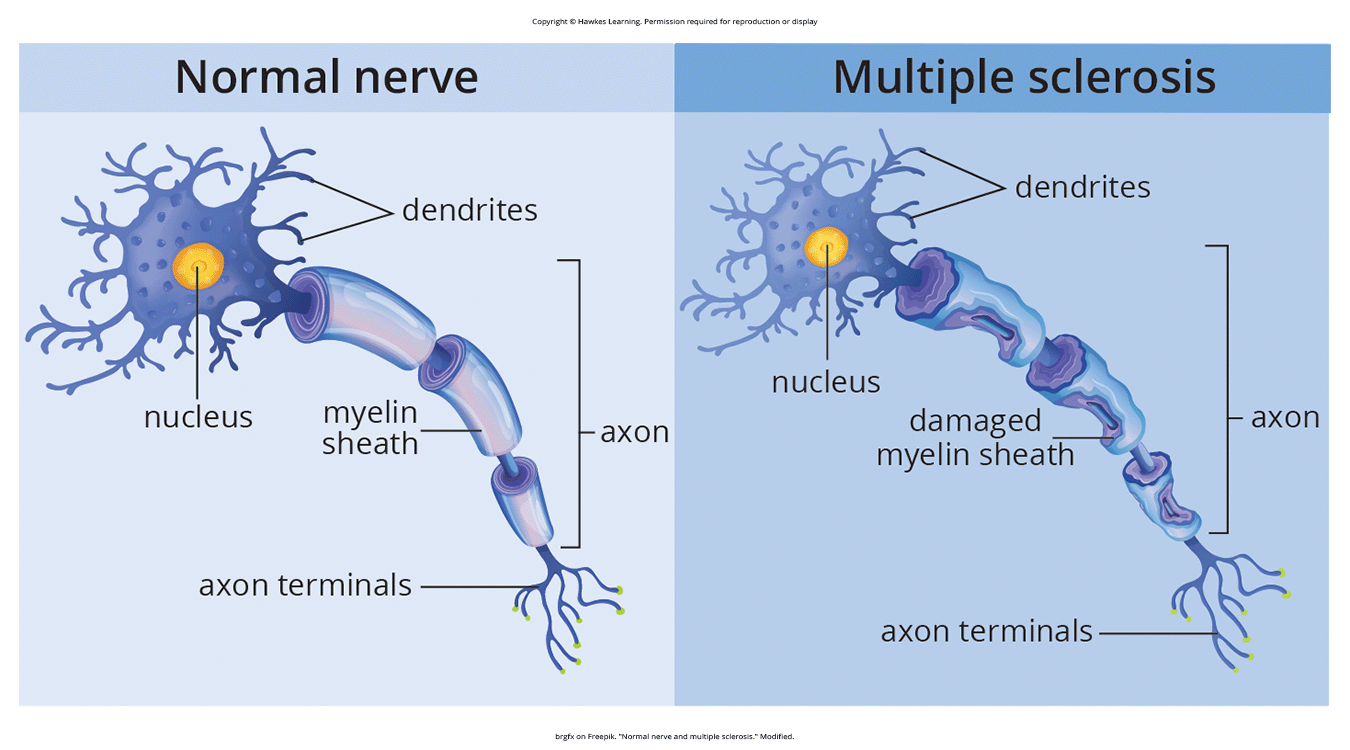 Copyright © Hawkes Learning. Permission required for reproduction or display
Normal nerve
dendrites
nucleus
myelin
sheath
axon
axon terminals
Multiple sclerosis
dendrites
nucleus
damaged
myelin sheath
axon
axon terminals
brgfx on Freepik. "Normal nerve and multiple sclerosis." Modified.